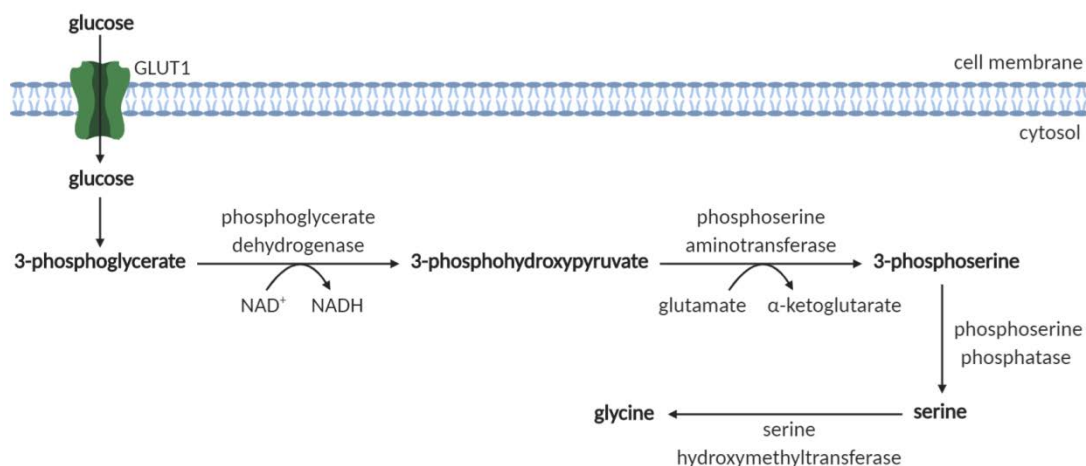 glucose
GLUT1
cell membrane
cytosol
glucose
phosphoglycerate
dehydrogenase
phosphoserine
aminotransferase
3-phosphoglycerate
3-phosphohydroxypyruvate
3-phosphoserine
NAD⁺
NADH
glutamate
α-ketoglutarate
phosphoserine
phosphatase
glycine
serine
serine
hydroxymethyltransferase